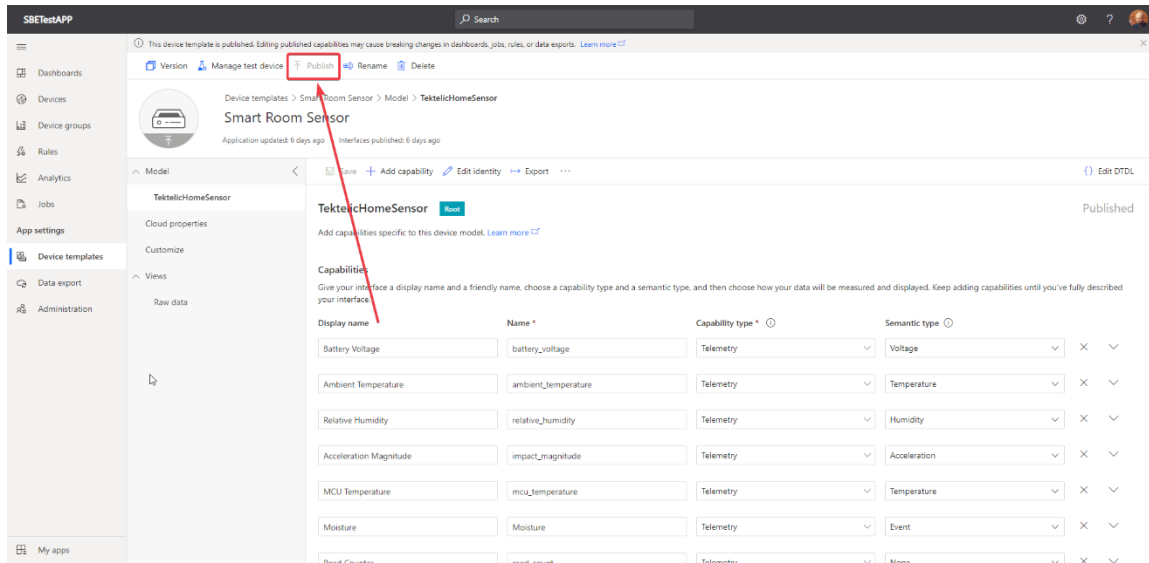 SBETestAPP
Search
?
This device template is published. Editing published capabilities may cause breaking changes in dashboards, jobs, rules, or data exports. Learn more
Version Manage test device Publish Rename Delete
Device templates > Smart Room Sensor > Model > TektelicHomeSensor
Smart Room Sensor
Application updated: 6 days ago Interfaces published: 6 days ago
Dashboards
Devices
Device groups
Rules
Analytics
Jobs
App settings
Device templates
Data export
Administration
My apps
Model
TektelicHomeSensor
Cloud properties
Customize
Views
Raw data
Save Add capability Edit identity Export ... {} Edit DTDL
TektelicHomeSensor Root Published
Add capabilities specific to this device model. Learn more
Capabilities
Give your interface a display name and a friendly name, choose a capability type and a semantic type, and then choose how your data will be measured and displayed. Keep adding capabilities until you've fully described
your interface.
Display name Name * Capability type * Semantic type
Battery Voltage battery_voltage Telemetry Voltage
Ambient Temperature ambient_temperature Telemetry Temperature
Relative Humidity relative_humidity Telemetry Humidity
Acceleration Magnitude impact_magnitude Telemetry Acceleration
MCU Temperature mcu_temperature Telemetry Temperature
Moisture Moisture Telemetry Event
Reed Counter reed_count Telemetry None